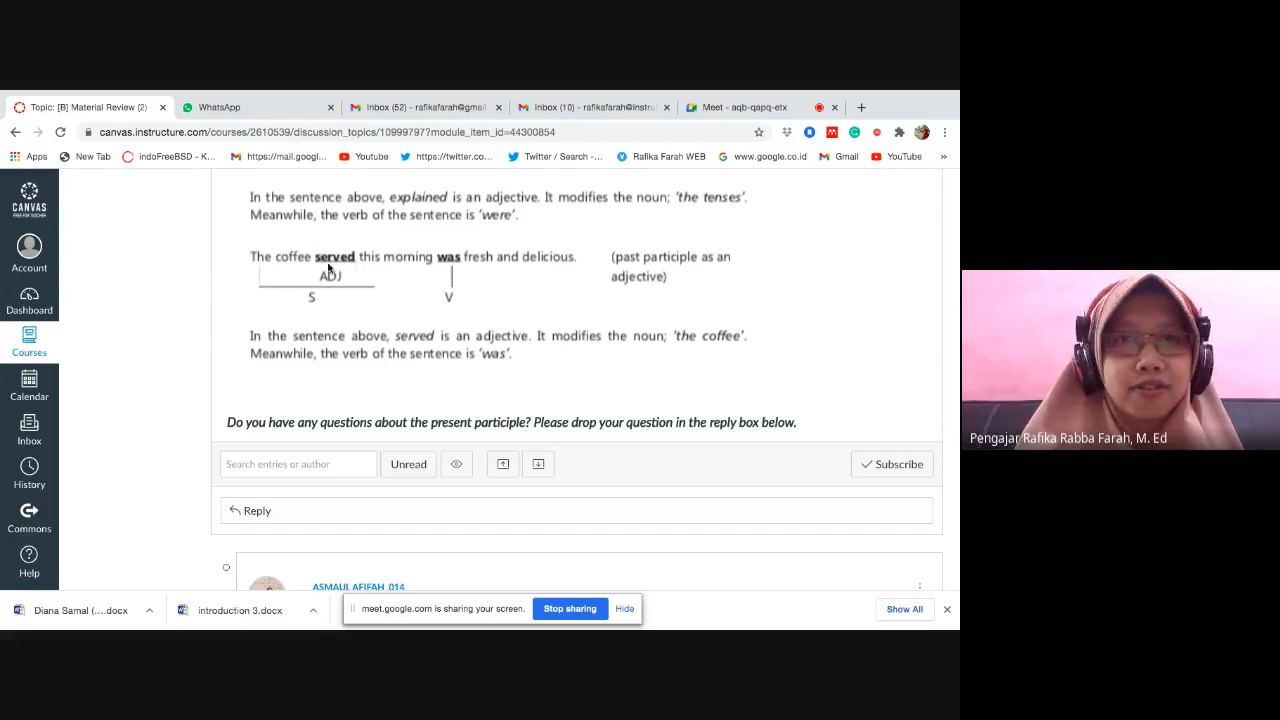 Topic: [B] Material Review (2)
WhatsApp
Inbox (52) - rafikafarah@gmail.
Inbox (10) - rafikafarah@instru
Meet - aqb-qapq-etx
canvas.instructure.com/courses/2610539/discussion_topics/10999797?module_item_id=44300854
Apps
New Tab
indoFreeBSD - K...
https://mail.googl...
Youtube
https://twitter.co...
Twitter / Search -...
Rafika Farah WEB
www.google.co.id
Gmail
YouTube
»
CANVAS
FREE FOR TEACHER
Account
Dashboard
Courses
Calendar
Inbox
History
Commons
Help
In the sentence above, explained is an adjective. It modifies the noun; 'the tenses'.
Meanwhile, the verb of the sentence is 'were'.
The coffee served this morning was fresh and delicious. (past participle as an
ADJ adjective)
S V
In the sentence above, served is an adjective. It modifies the noun; 'the coffee'.
Meanwhile, the verb of the sentence is 'was'.
Do you have any questions about the present participle? Please drop your question in the reply box below.
Search entries or author
Unread
Subscribe
Reply
ASMAUL AFIFAH 014
Diana Samal (....docx
introduction 3.docx
meet.google.com is sharing your screen.
Stop sharing
Hide
Show All
Pengajar Rafika Rabba Farah, M. Ed